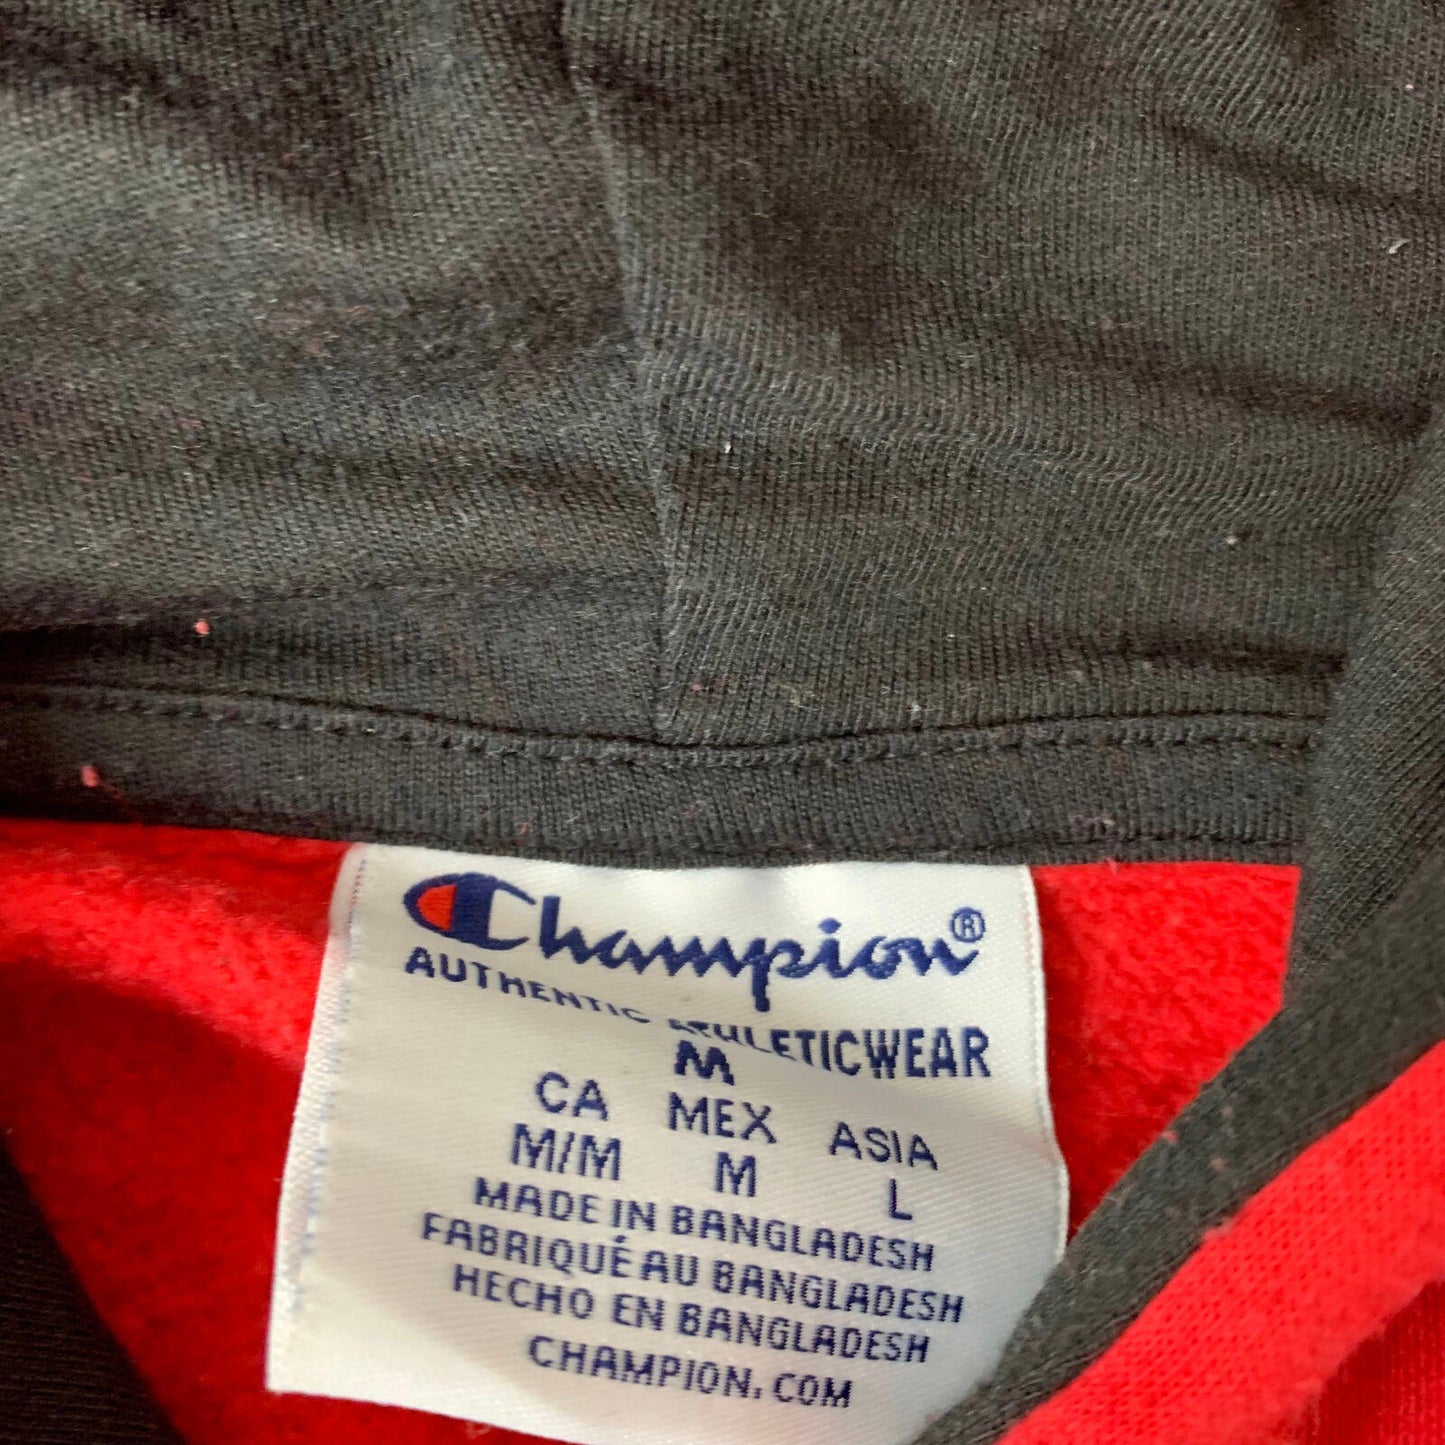 Champion®
AUTHENTIC ATHLETICWEAR
M
CA MEX ASIA
M/M M L
MADE IN BANGLADESH
FABRIQUÉ AU BANGLADESH
HECHO EN BANGLADESH
CHAMPION.COM